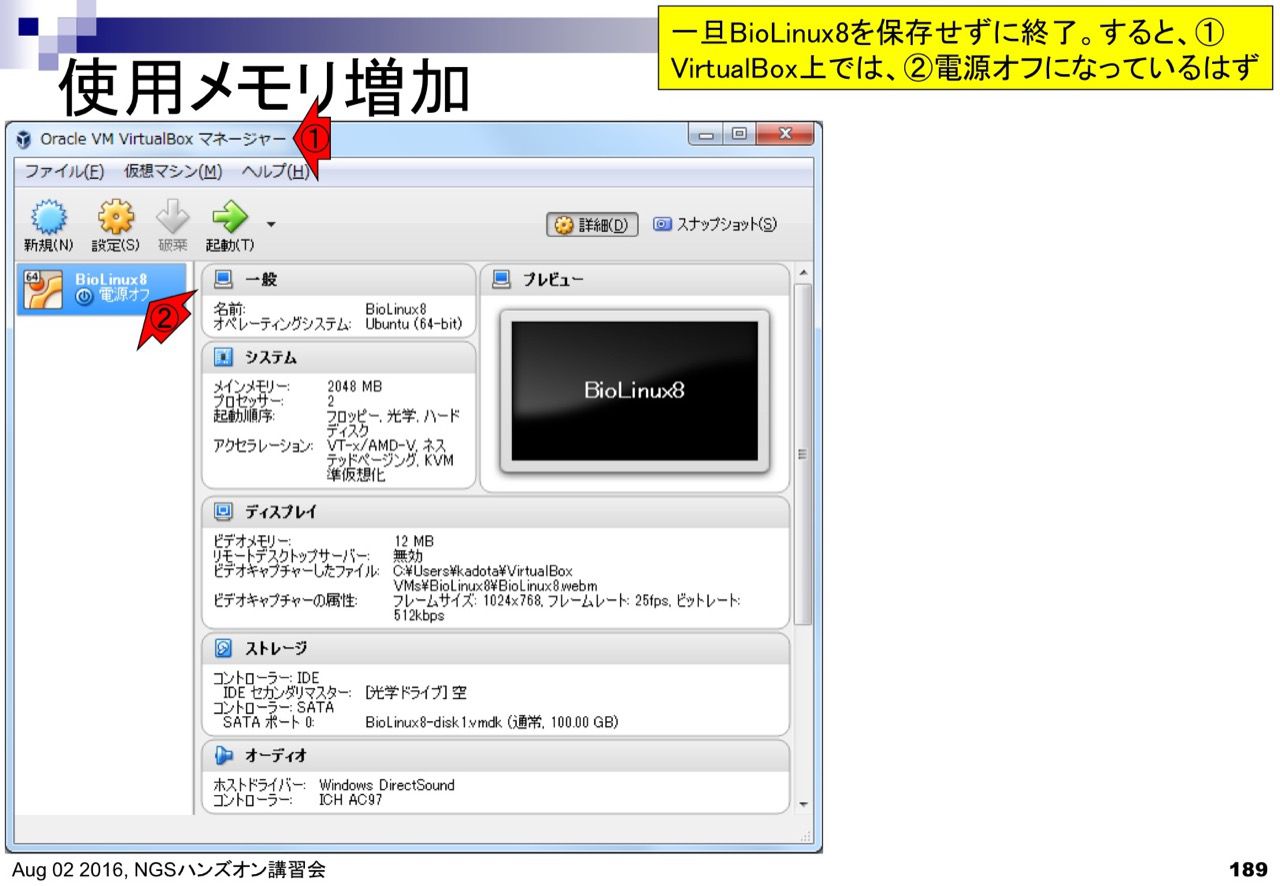 一旦BioLinux8を保存せずに終了。すると、①
VirtualBox上では、②電源オフになっているはず
使用メモリ増加
Oracle VM VirtualBox マネージャー
①
ファイル(F) 仮想マシン(M) ヘルプ(H)
新規(N) 設定(S) 破棄 起動(T)
詳細(D) スナップショット(S)
64
BioLinux8
電源オフ
②
一般
名前: BioLinux8
オペレーティングシステム: Ubuntu (64-bit)
プレビュー
BioLinux8
システム
メインメモリー: 2048 MB
プロセッサー: 2
起動順序: フロッピー, 光学, ハード
ディスク
アクセラレーション: VT-x/AMD-V, ネス
テッドページング, KVM
準仮想化
ディスプレイ
ビデオメモリー: 12 MB
リモートデスクトップサーバー: 無効
ビデオキャプチャーしたファイル: C:¥Users¥kadota¥VirtualBox
VMs¥BioLinux8¥BioLinux8.webm
ビデオキャプチャーの属性: フレームサイズ: 1024x768, フレームレート: 25fps, ビットレート:
512kbps
ストレージ
コントローラー: IDE
IDE セカンダリマスター: [光学ドライブ] 空
コントローラー: SATA
SATA ポート 0: BioLinux8-disk1.vmdk (通常, 100.00 GB)
オーディオ
ホストドライバー: Windows DirectSound
コントローラー: ICH AC97
Aug 02 2016, NGSハンズオン講習会
189